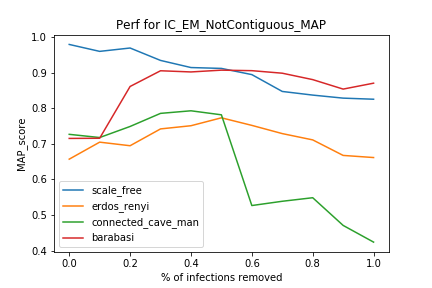 Perf for IC_EM_NotContiguous_MAP
MAP_score
1.0
0.9
0.8
0.7
0.6
0.5
0.4
scale_free
erdos_renyi
connected_cave_man
barabasi
0.0 0.2 0.4 0.6 0.8 1.0
% of infections removed